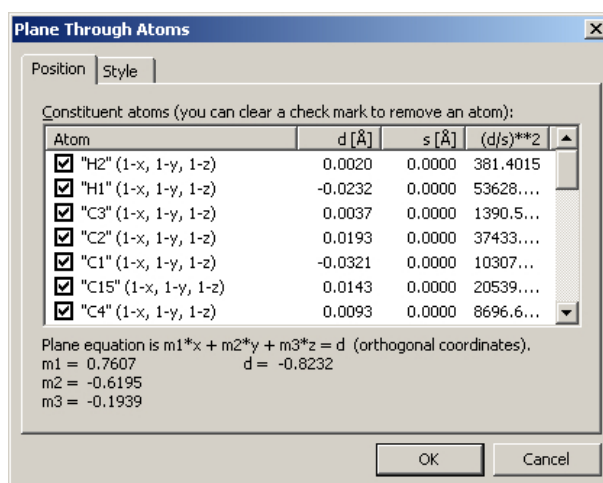 Plane Through Atoms
Position Style
Constituent atoms (you can clear a check mark to remove an atom):
Atom d [Å] s [Å] (d/s)**2
"H2" (1-x, 1-y, 1-z) 0.0020 0.0000 381.4015
"H1" (1-x, 1-y, 1-z) -0.0232 0.0000 53628....
"C3" (1-x, 1-y, 1-z) 0.0037 0.0000 1390.5...
"C2" (1-x, 1-y, 1-z) 0.0193 0.0000 37433....
"C1" (1-x, 1-y, 1-z) -0.0321 0.0000 10307...
"C15" (1-x, 1-y, 1-z) 0.0143 0.0000 20539....
"C4" (1-x, 1-y, 1-z) 0.0093 0.0000 8696.6...
Plane equation is m1*x + m2*y + m3*z = d (orthogonal coordinates).
m1 = 0.7607 d = -0.8232
m2 = -0.6195
m3 = -0.1939
OK Cancel